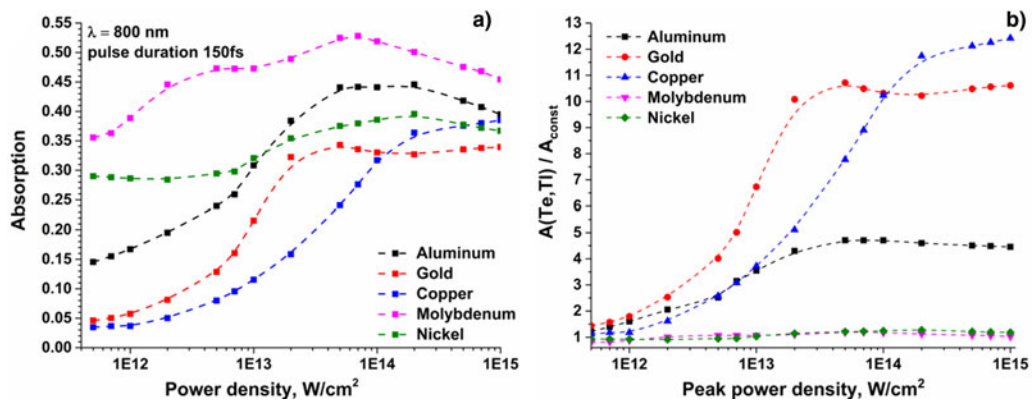 a)
λ = 800 nm
pulse duration 150fs
0.55
0.50
0.45
0.40
0.35
0.30
0.25
0.20
0.15
0.10
0.05
0.00
Absorption
Aluminum
Gold
Copper
Molybdenum
Nickel
1E12 1E13 1E14 1E15
Power density, W/cm²
b)
13
12
11
10
9
8
7
6
5
4
3
2
1
A(Te,Tl) / A_const
Aluminum
Gold
Copper
Molybdenum
Nickel
1E12 1E13 1E14 1E15
Peak power density, W/cm²